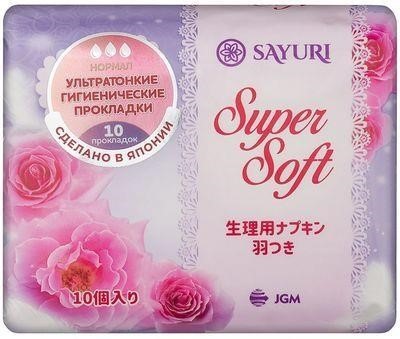 НОРМАЛ
УЛЬТРАТОНКИЕ
ГИГИЕНИЧЕСКИЕ
ПРОКЛАДКИ
10
прокладок
СДЕЛАНО В ЯПОНИИ
SAYURI
Super
Soft
生理用ナプキン
羽つき
10個入り
JGM